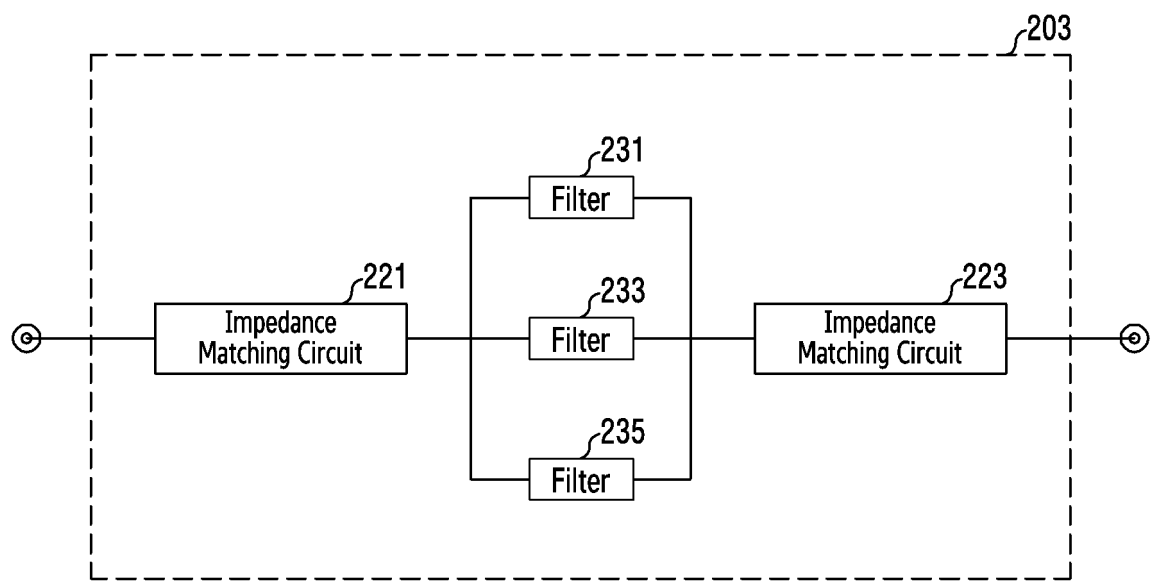 203
231
Filter
221
Impedance
Matching Circuit
233
Filter
223
Impedance
Matching Circuit
235
Filter